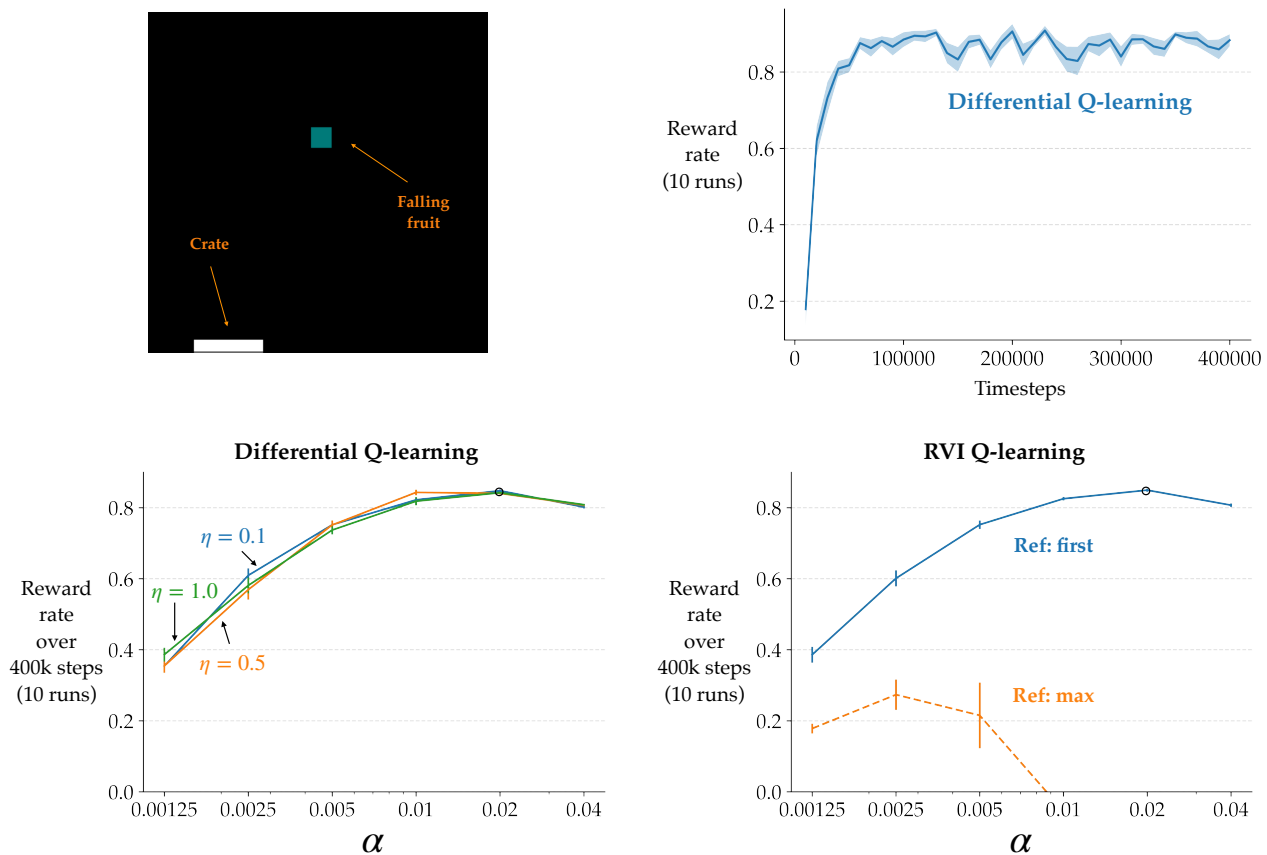 Falling
fruit
Crate
0.8
0.6
0.4
0.2
Reward
rate
(10 runs)
Differential Q-learning
0
100000
200000
300000
400000
Timesteps
Differential Q-learning
0.8
0.6
0.4
0.2
0.0
Reward
rate
over
400k steps
(10 runs)
η = 0.1
η = 1.0
η = 0.5
0.00125
0.0025
0.005
0.01
0.02
0.04
α
RVI Q-learning
0.8
0.6
0.4
0.2
0.0
Reward
rate
over
400k steps
(10 runs)
Ref: first
Ref: max
0.00125
0.0025
0.005
0.01
0.02
0.04
α